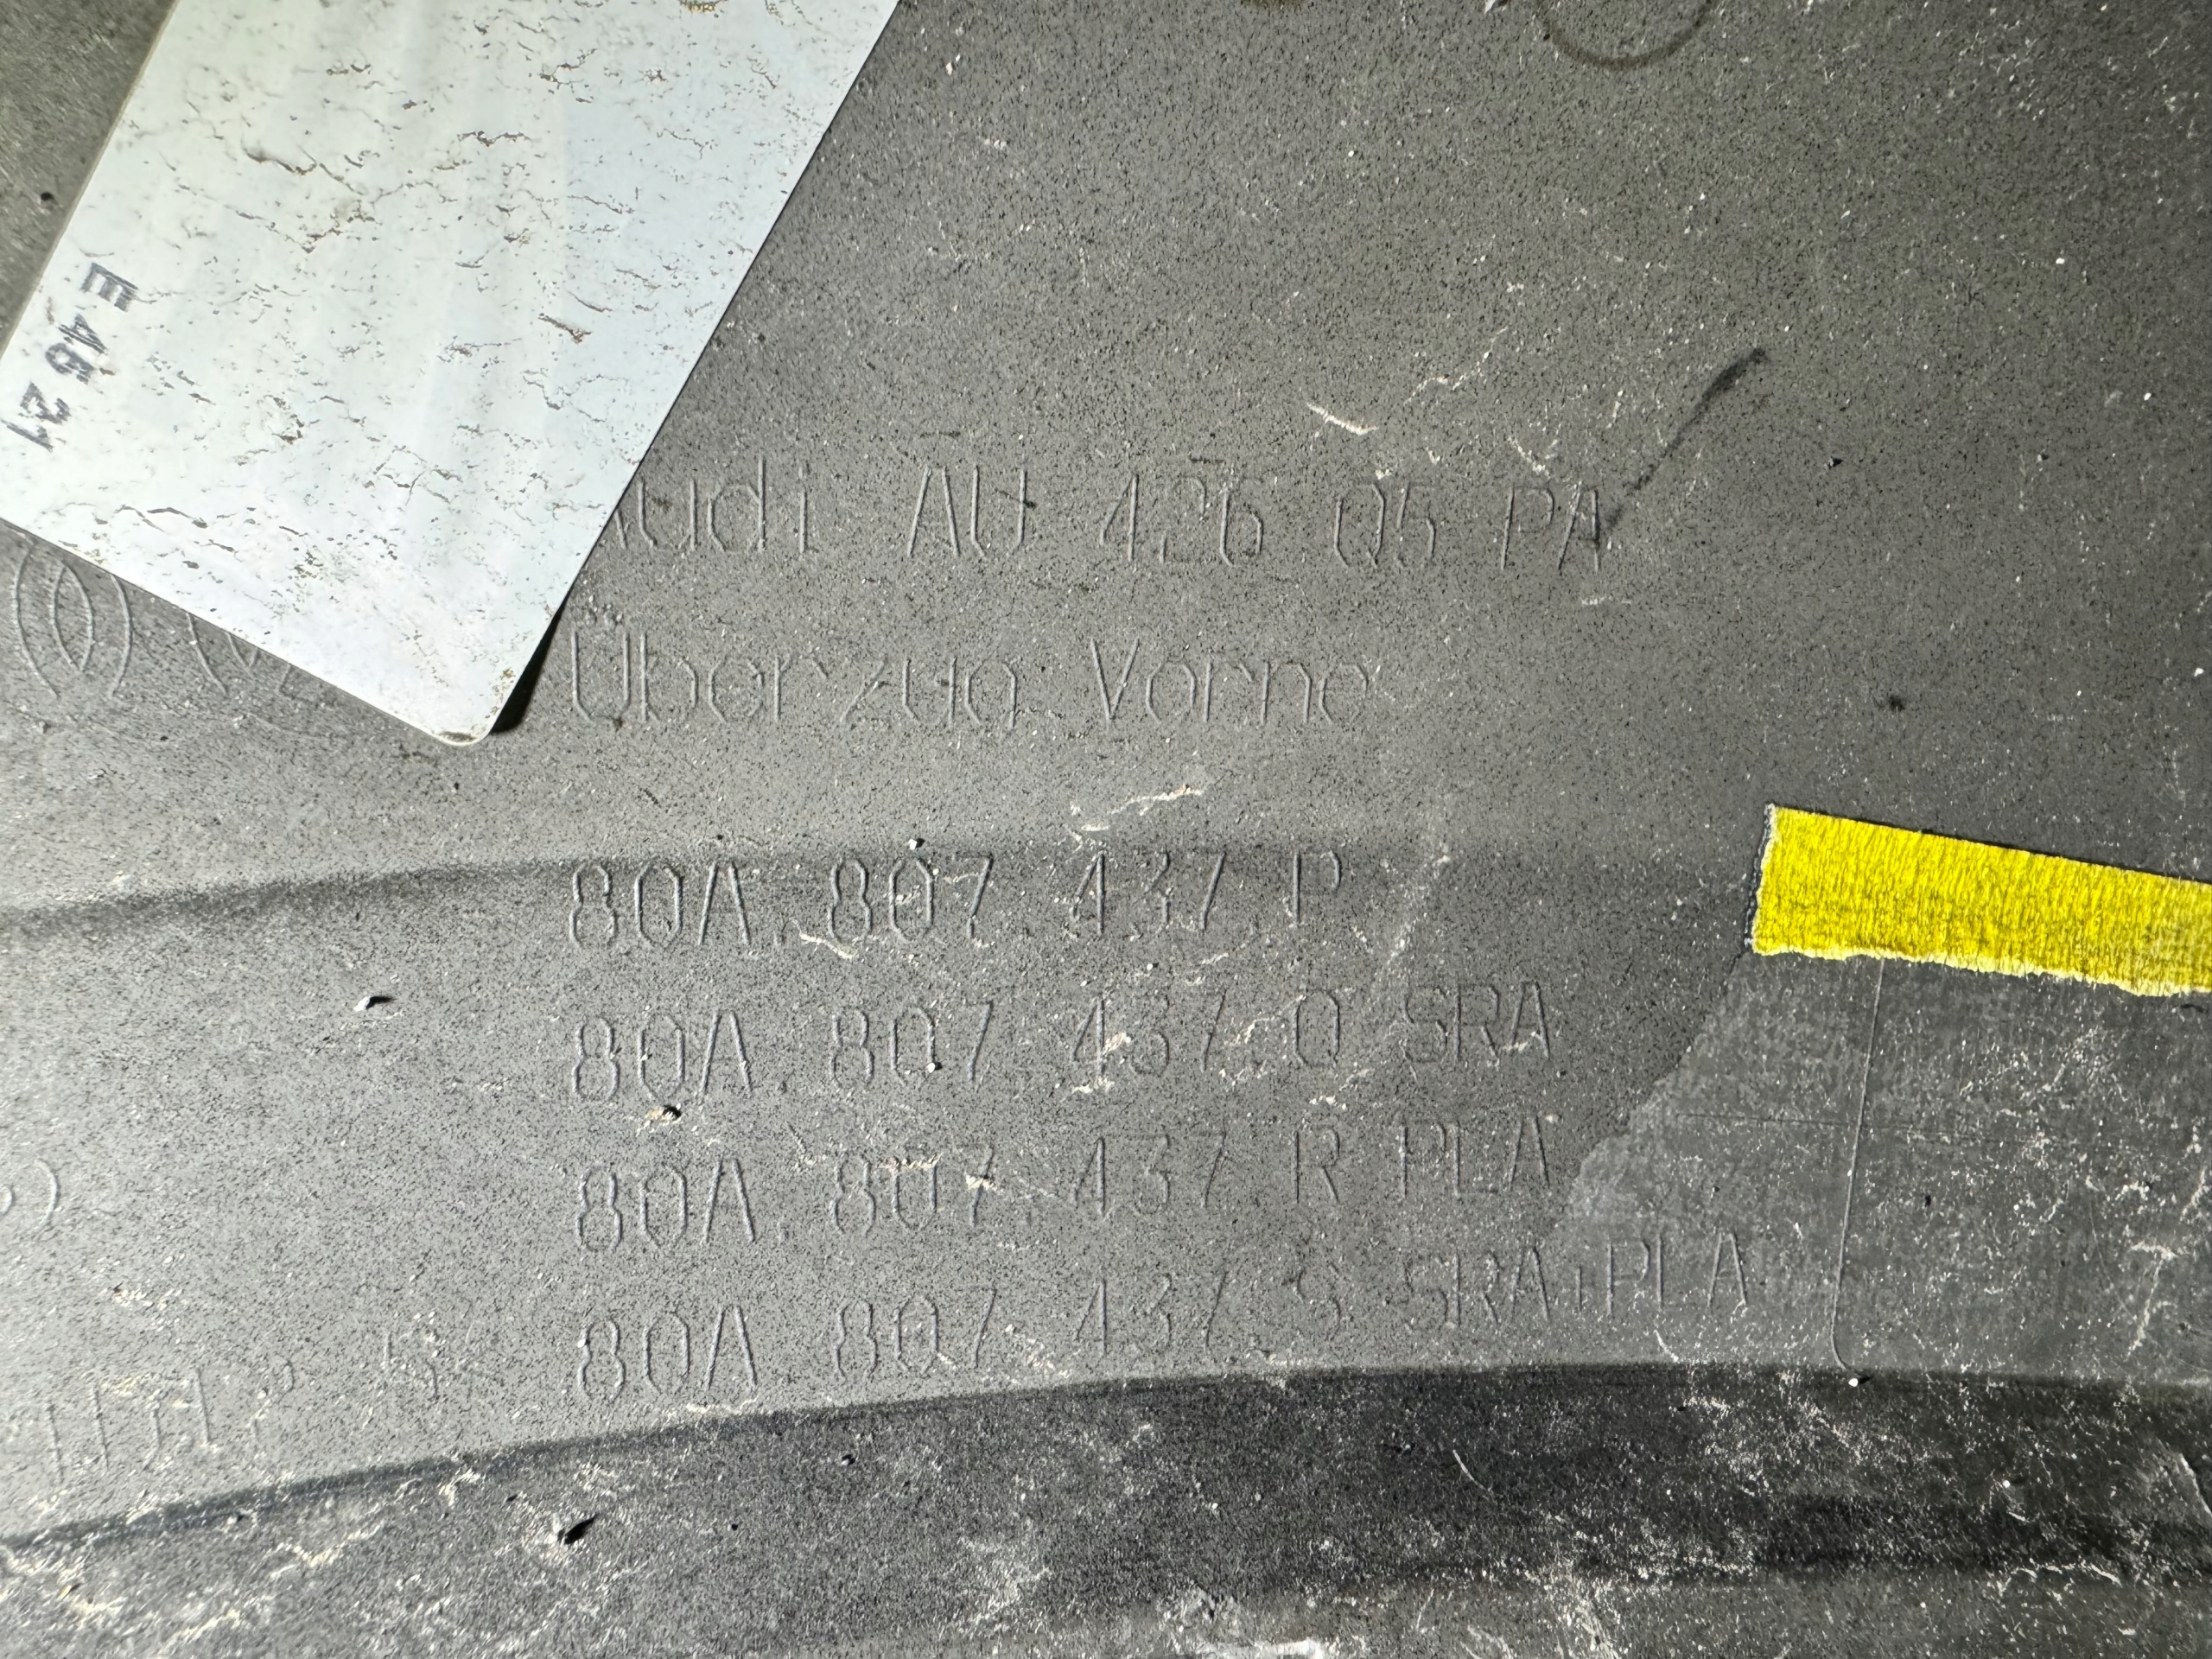 E 45 21
Audi AU 426 Q5 PA
Überzug Vorne
80A.807.437.P
80A.807.437.Q SRA
80A.807.437.R PLA
80A.807.437.S SRA+PLA